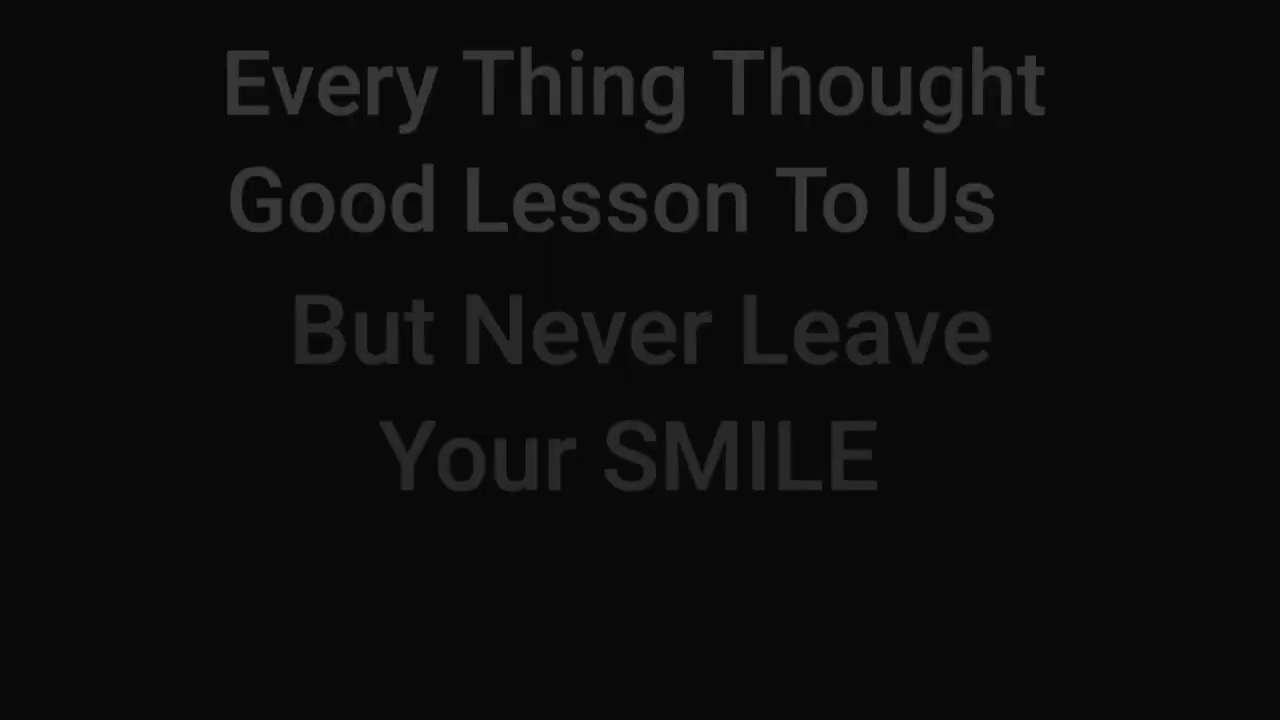 Every Thing Thought
Good Lesson To Us
But Never Leave
Your SMILE